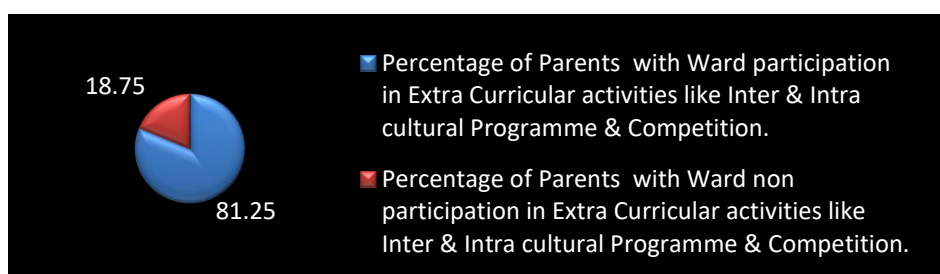 18.75
81.25
Percentage of Parents with Ward participation
in Extra Curricular activities like Inter & Intra
cultural Programme & Competition.
Percentage of Parents with Ward non
participation in Extra Curricular activities like
Inter & Intra cultural Programme & Competition.